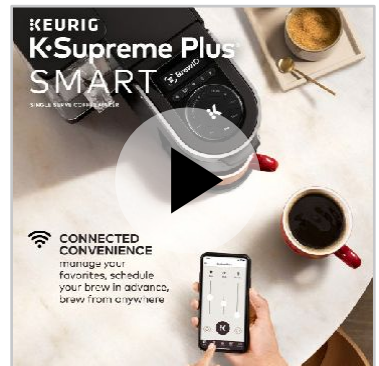 KEURIG
K•Supreme Plus®
SMART
SINGLE SERVE COFFEE MAKER
BrewID
K
CONNECTED
CONVENIENCE
manage your
favorites, schedule
your brew in advance,
brew from anywhere
K